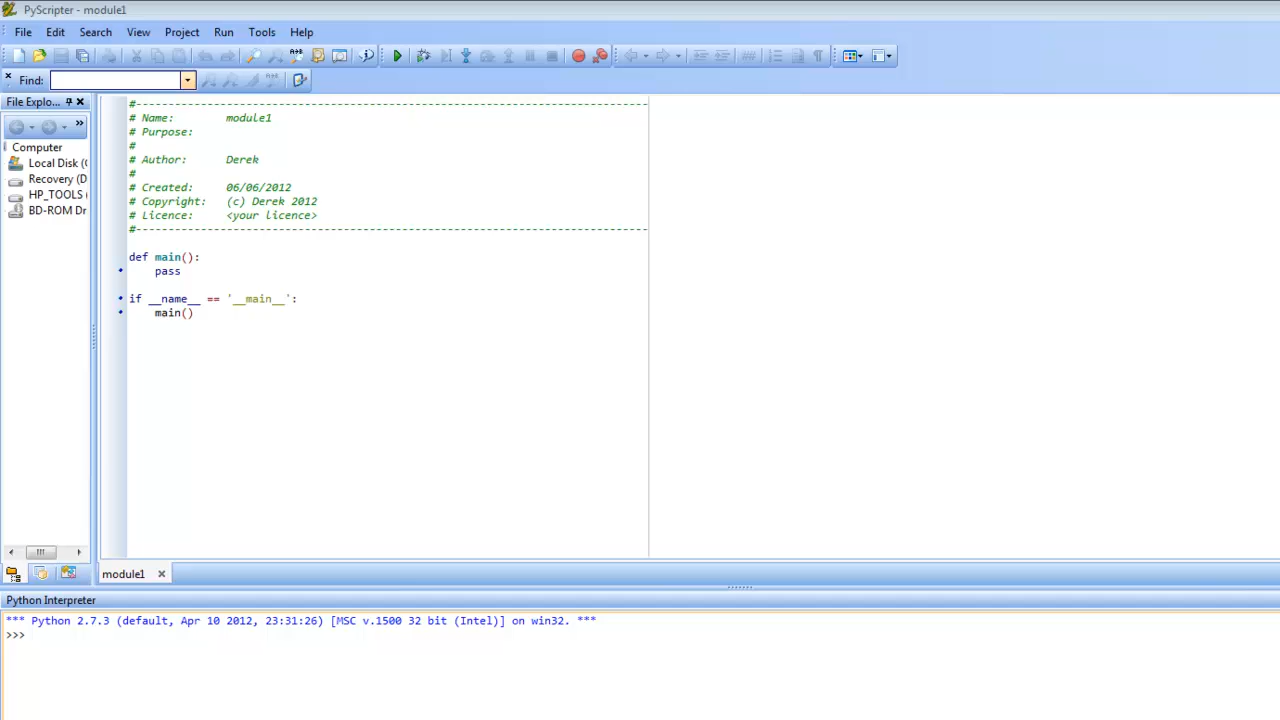 PyScripter - module1
File Edit Search View Project Run Tools Help
Find:
File Explo...
Computer
Local Disk (C
Recovery (D
HP_TOOLS (
BD-ROM Dr
#-------------------------------------------------------------------------------
# Name:        module1
# Purpose:
#
# Author:      Derek
#
# Created:     06/06/2012
# Copyright:   (c) Derek 2012
# Licence:     <your licence>
#-------------------------------------------------------------------------------
def main():
    pass
if __name__ == '__main__':
    main()
module1
Python Interpreter
*** Python 2.7.3 (default, Apr 10 2012, 23:31:26) [MSC v.1500 32 bit (Intel)] on win32. ***
>>>